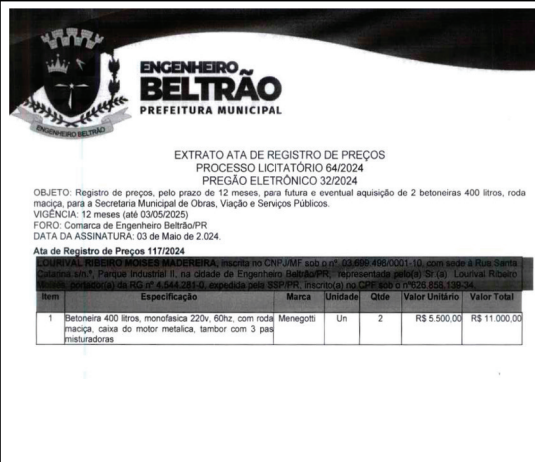 ENGENHEIRO
BELTRÃO
PREFEITURA MUNICIPAL
ENGENHEIRO BELTRÃO
EXTRATO ATA DE REGISTRO DE PREÇOS
PROCESSO LICITATÓRIO 64/2024
PREGÃO ELETRÔNICO 32/2024
OBJETO: Registro de preços, pelo prazo de 12 meses, para futura e eventual aquisição de 2 betoneiras 400 litros, roda
maciça, para a Secretaria Municipal de Obras, Viação e Serviços Públicos.
VIGÊNCIA: 12 meses (até 03/05/2025)
FORO: Comarca de Engenheiro Beltrão/PR
DATA DA ASSINATURA: 03 de Maio de 2.024.
Ata de Registro de Preços 117/2024
LOURIVAL RIBEIRO MOISES MADEREIRA, inscrita no CNPJ/MF sob o n° 03.669.496/0001-10, com sede à Rua Santa
Catarina s/n.°, Parque Industrial II, na cidade de Engenheiro Beltrão/PR, representada pelo(a) Sr.(a) Lourival Ribeiro
Moises, portador(a) da RG n° 4.544.281-0, expedida pela SSP/PR, inscrito(a) no CPF sob o n°626.858.139-34.
Item Especificação Marca Unidade Qtde Valor Unitário Valor Total
1 Betoneira 400 litros, monofasica 220v, 60hz, com roda Menegotti Un 2 R$ 5.500,00 R$ 11.000,00
maciça, caixa do motor metalica, tambor com 3 pas
misturadoras